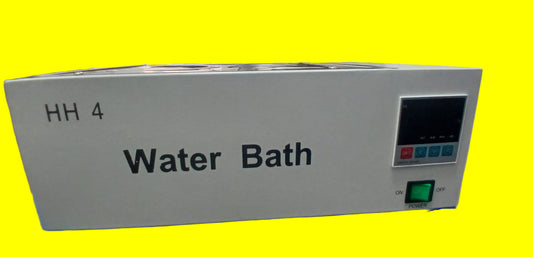 HH 4
Water Bath
ON OFF
POWER